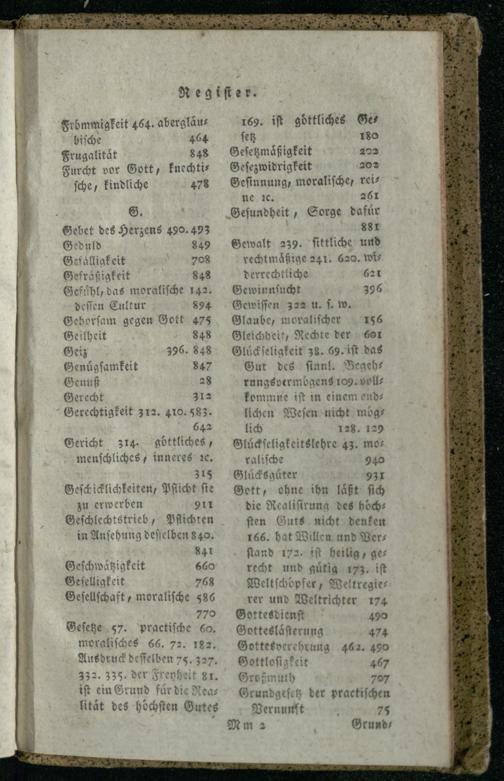 Register.
Frömmigkeit 464. abergläu-
bische 464
Frugalität 848
Furcht vor Gott, knechti-
sche, kindliche 478
G.
Gebet des Herzens 490. 493
Geduld 849
Gefälligkeit 708
Gefräßigkeit 848
Gefühl, das moralische 142.
dessen Cultur 894
Gehorsam gegen Gott 475
Geilheit 848
Geiz 396. 848
Genügsamkeit 847
Genuß 28
Gerecht 312
Gerechtigkeit 312. 410. 583.
642
Gericht 314. göttliches,
menschliches, inneres ꝛc.
315
Geschicklichkeiten, Pflicht sie
zu erwerben 911
Geschlechtstrieb, Pflichten
in Ansehung desselben 840.
841
Geschwätzigkeit 660
Geselligkeit 768
Gesellschaft, moralische 586
770
Gesetze 57. practische 60.
moralisches 66. 72. 182.
Ausdruck desselben 75. 327.
332. 335. der Freyheit 81.
ist ein Grund für die Rea-
lität des höchsten Gutes
169. ist göttliches Ge-
setz 180
Gesetzmäßigkeit 202
Gesezwidrigkeit 202
Gesinnung, moralische, rei-
ne ꝛc. 261
Gesundheit, Sorge dafür
881
Gewalt 239. sittliche und
rechtmäßige 241. 620. wi-
derrechtliche 621
Gewinnsucht 396
Gewissen 322 u. s. w.
Glaube, moralischer 156
Gleichheit, Rechte der 601
Glückseligkeit 38. 69. ist das
Gut des sinnl. Begeh-
rungsvermögens 109. voll-
kommne ist in einem end-
lichen Wesen nicht mög-
lich 128. 129
Glückseligkeitslehre 43. mo-
ralische 940
Glücksgüter 931
Gott, ohne ihn läßt sich
die Realisirung des höch-
sten Guts nicht denken
166. hat Willen und Ver-
stand 172. ist heilig, ge-
recht und gütig 173. ist
Weltschöpfer, Weltregie-
rer und Weltrichter 174
Gottesdienst 490
Gotteslästerung 474
Gottesverehrung 462. 490
Gottlosigkeit 467
Großmuth 707
Grundgesetz der practischen
Vernunft 75
Mm 2 Grund-